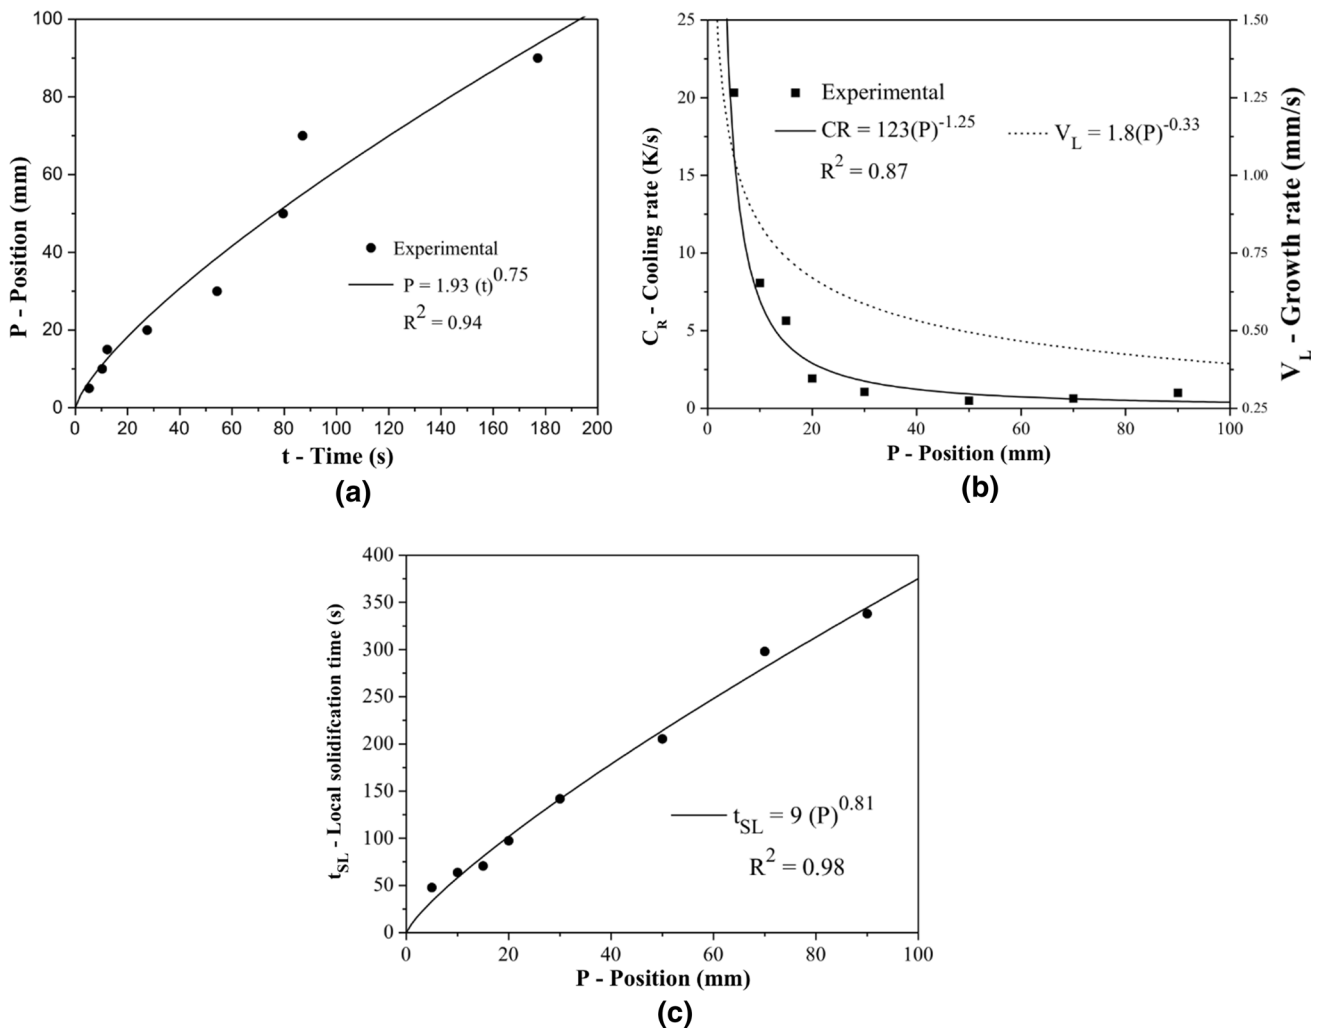 100
80
60
40
20
0
P - Position (mm)
Experimental
P = 1.93 (t)^0.75
R^2 = 0.94
0 20 40 60 80 100 120 140 160 180 200
t - Time (s)
(a)
25
20
15
10
5
0
C_R - Cooling rate (K/s)
Experimental
CR = 123(P)^-1.25
V_L = 1.8(P)^-0.33
R^2 = 0.87
1.50
1.25
1.00
0.75
0.50
0.25
V_L - Growth rate (mm/s)
0 20 40 60 80 100
P - Position (mm)
(b)
400
350
300
250
200
150
100
50
0
t_SL - Local solidifcation time (s)
t_SL = 9 (P)^0.81
R^2 = 0.98
0 20 40 60 80 100
P - Position (mm)
(c)